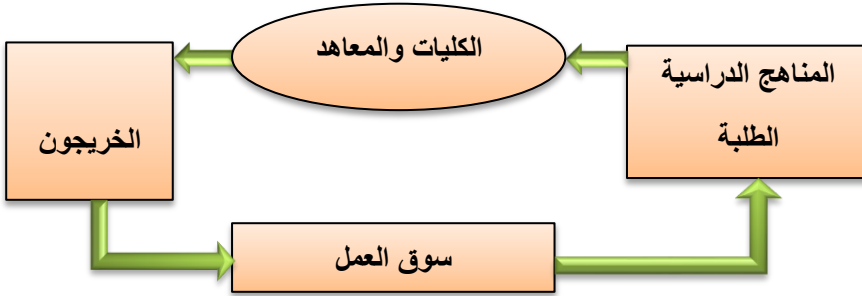 المناهج الدراسية
الطلبة
الكليات والمعاهد
الخريجون
سوق العمل